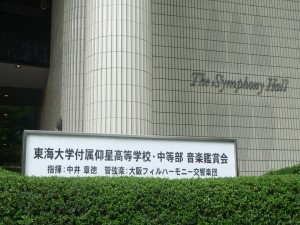 The Symphony Hall
東海大学付属仰星高等学校・中等部 音楽鑑賞会
指揮：中井 章徳　管弦楽：大阪フィルハーモニー交響楽団